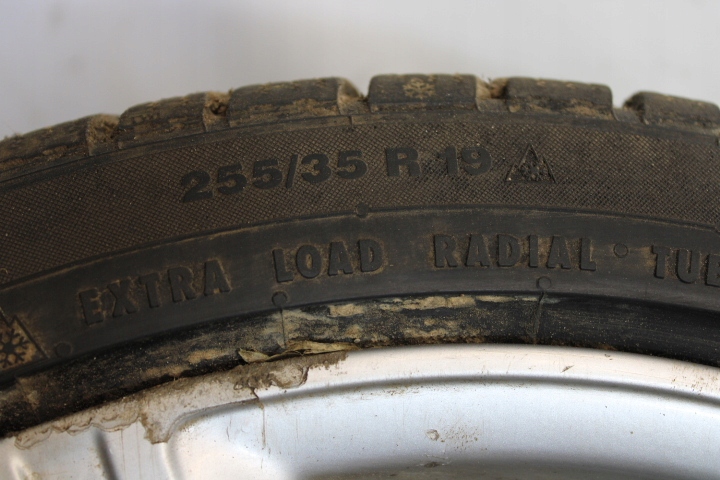 255/35 R 19
EXTRA LOAD RADIAL